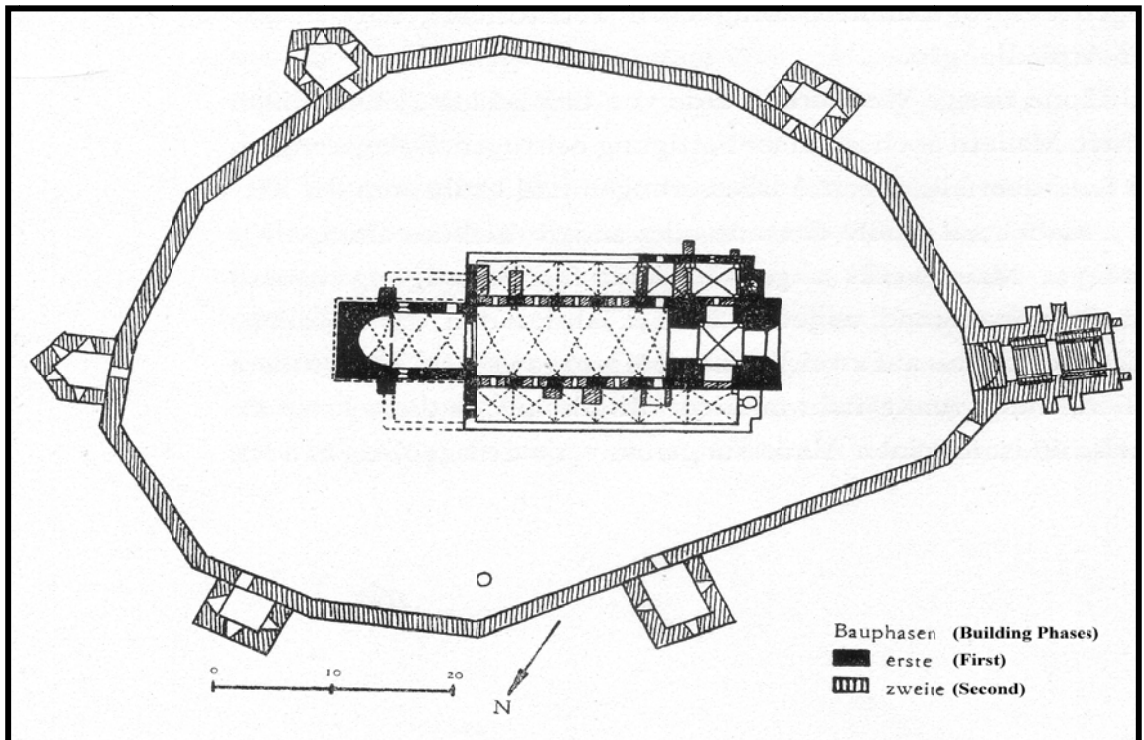 0 10 20
N
Bauphasen (Building Phases)
erste (First)
zweite (Second)